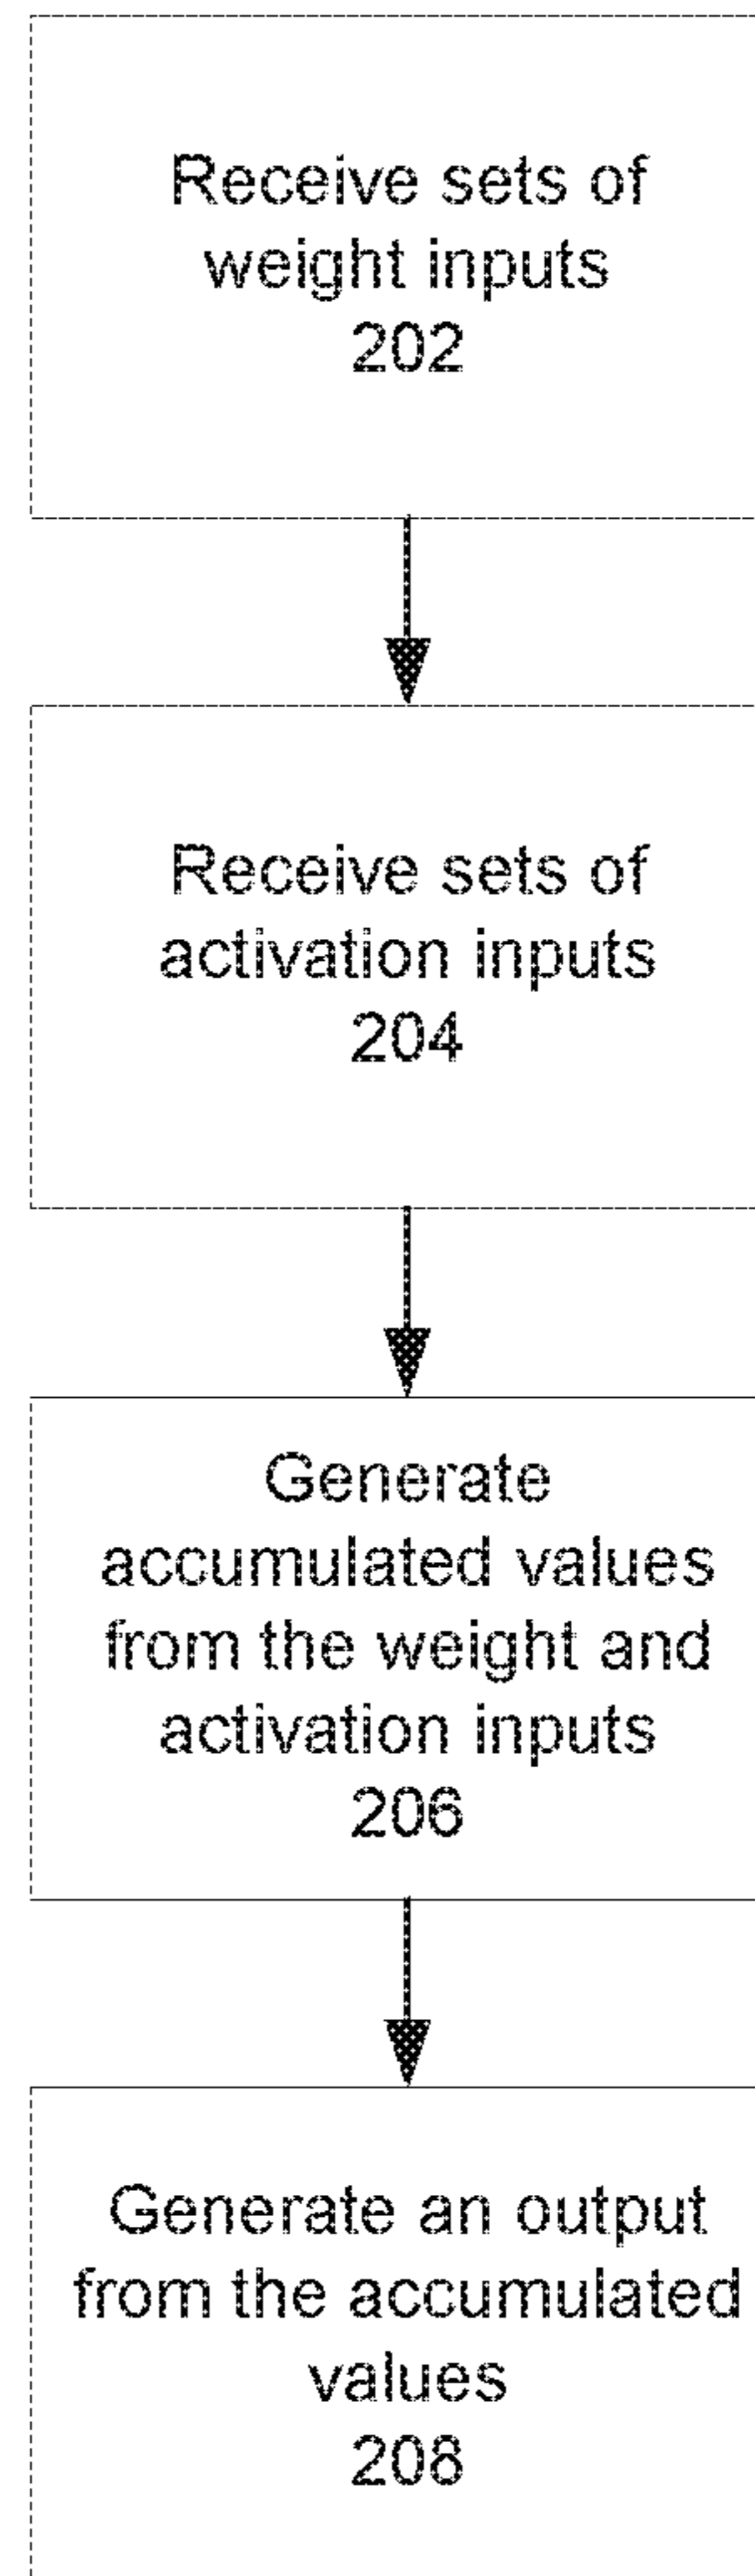 Receive sets of
weight inputs
202
Receive sets of
activation inputs
204
Generate
accumulated values
from the weight and
activation inputs
206
Generate an output
from the accumulated
values
208